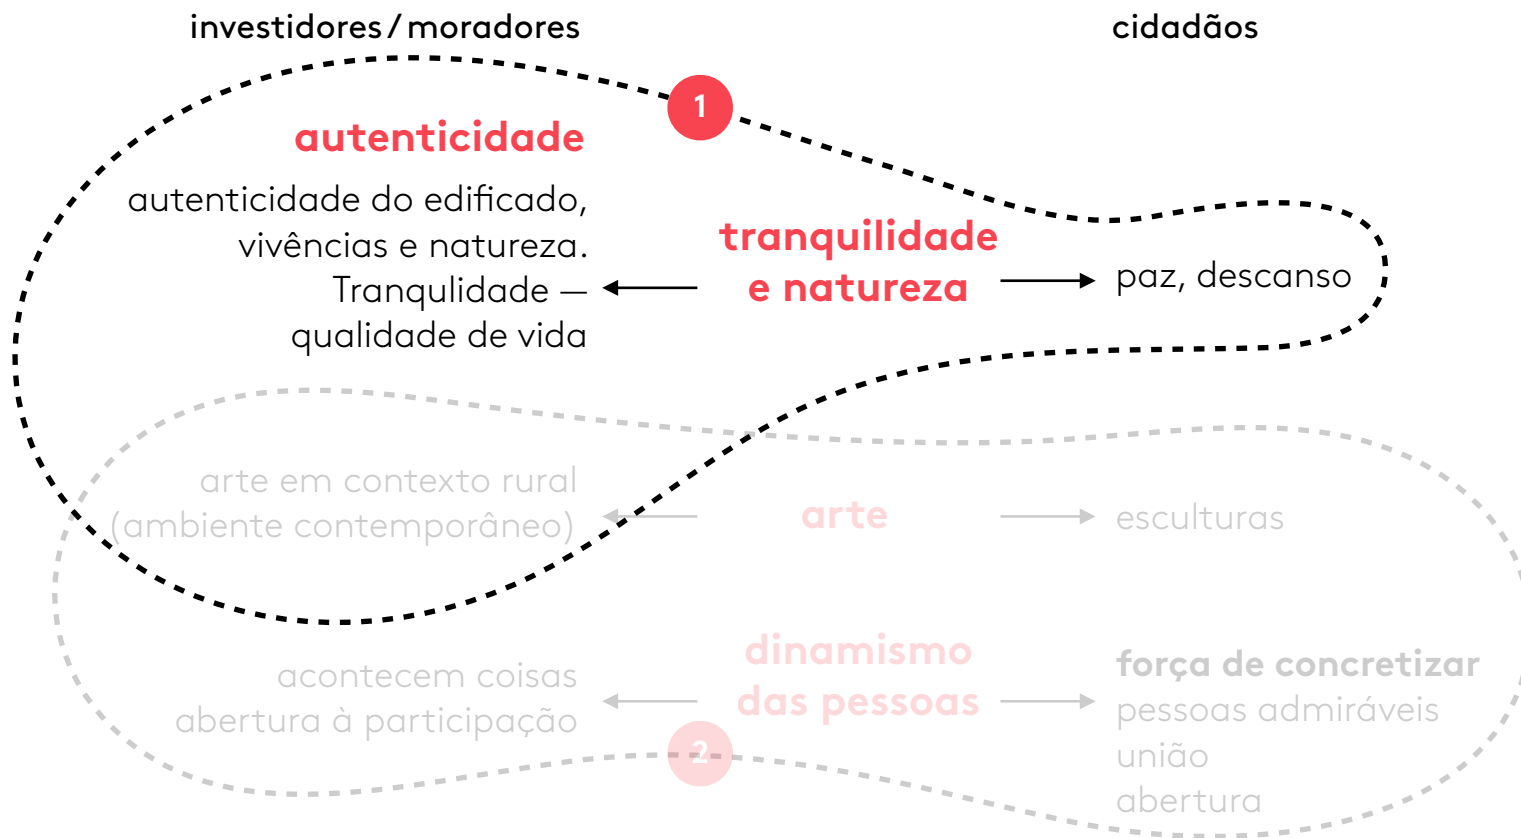 investidores / moradores
cidadãos
1
autenticidade
autenticidade do edificado,
vivências e natureza.
Tranqulidade —
qualidade de vida
tranquilidade
e natureza
paz, descanso
arte em contexto rural
(ambiente contemporâneo)
arte
esculturas
acontecem coisas
abertura à participação
dinamismo
das pessoas
força de concretizar
pessoas admiráveis
união
abertura
2